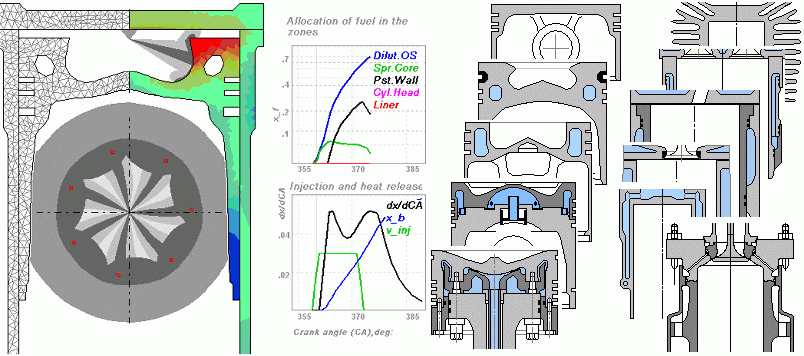 Allocation of fuel in the
zones
Dilut.OS
Spr.Core
Pst.Wall
Cyl.Head
Liner
x_f
.7
.4
.2
.1
355
370
385
Injection and heat release
dx/dCA
dx/dCA
x_b
v_inj
.04
.02
355
370
385
Crank angle (CA),deg: